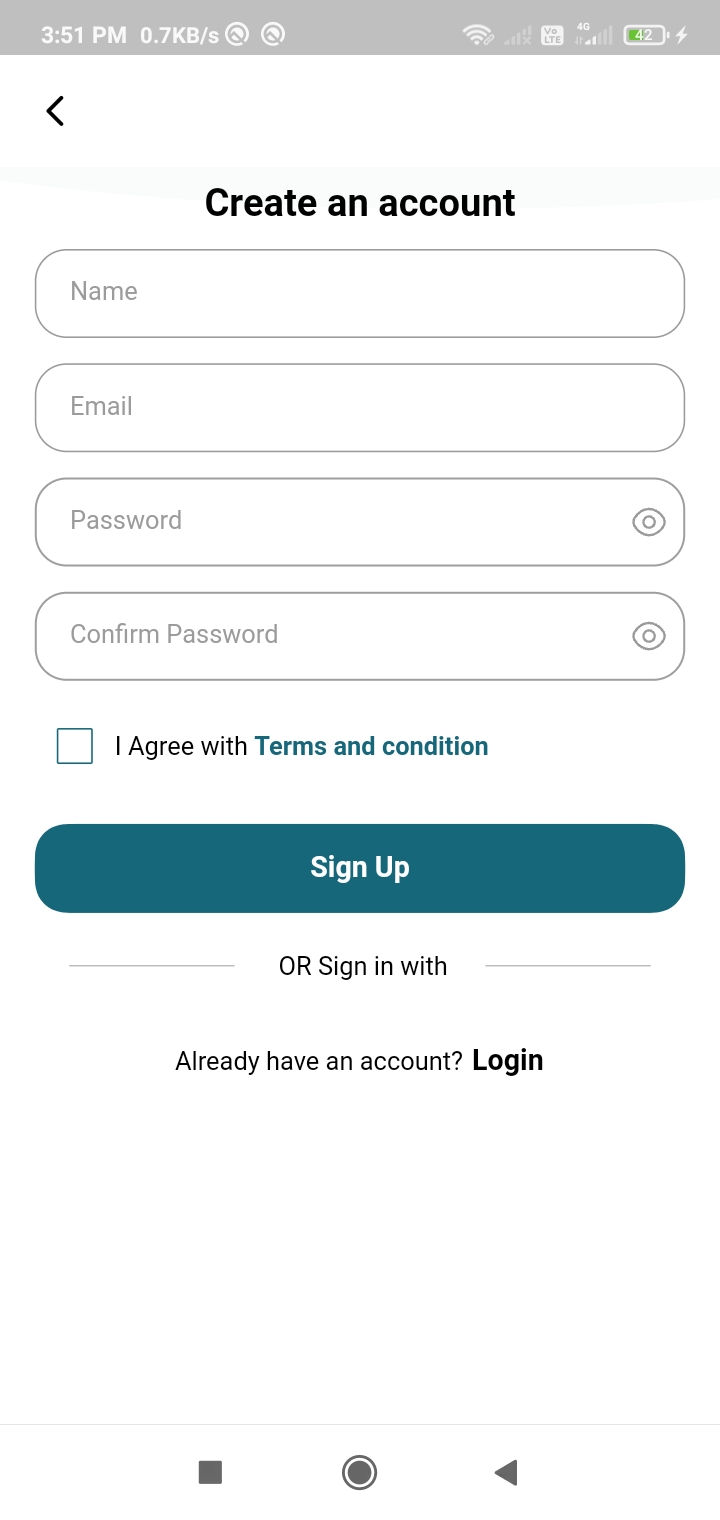 3:51 PM 0.7KB/s Vo LTE 4G 42
Create an account
Name
Email
Password
Confirm Password
I Agree with Terms and condition
Sign Up
OR Sign in with
Already have an account? Login